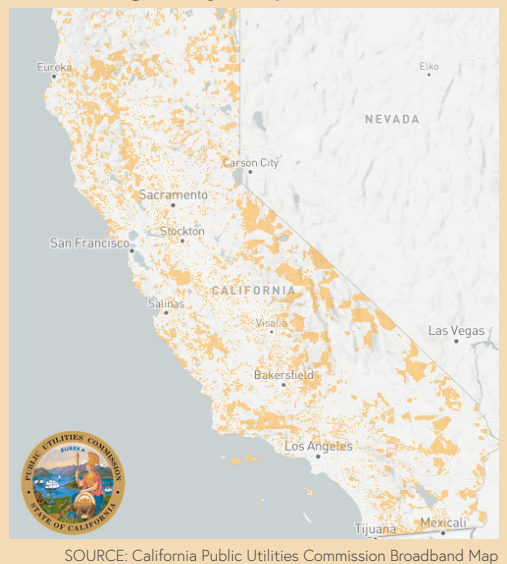 Eureka
Elko
NEVADA
Carson City
Sacramento
Stockton
San Francisco
CALIFORNIA
Salinas
Visalia
Las Vegas
Bakersfield
Los Angeles
PUBLIC UTILITIES COMMISSION
EUREKA
STATE OF CALIFORNIA
Tijuana
Mexicali
SOURCE: California Public Utilities Commission Broadband Map